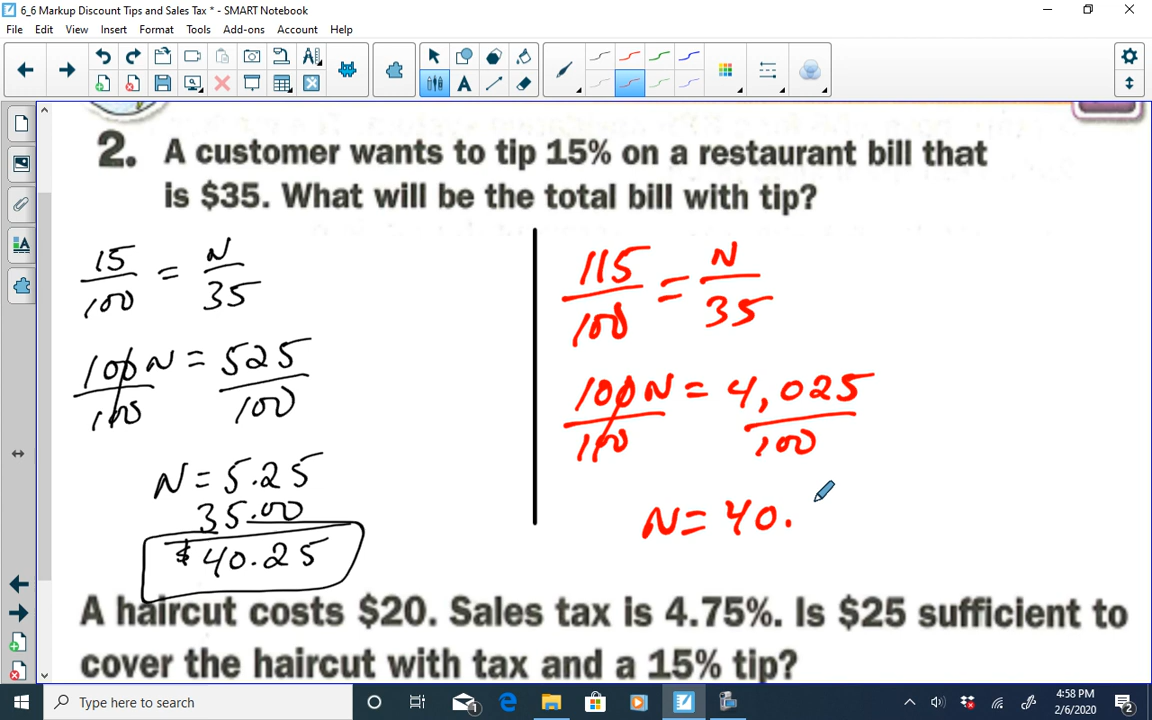 6_6 Markup Discount Tips and Sales Tax * - SMART Notebook
File Edit View Insert Format Tools Add-ons Account Help
2. A customer wants to tip 15% on a restaurant bill that
is $35. What will be the total bill with tip?
15/100 = N/35
100N/100 = 525/100
N = 5.25
35.00
$40.25
115/100 = N/35
100N/100 = 4,025/100
N = 40.
A haircut costs $20. Sales tax is 4.75%. Is $25 sufficient to
cover the haircut with tax and a 15% tip?
Type here to search
1
4:58 PM
2/6/2020
2